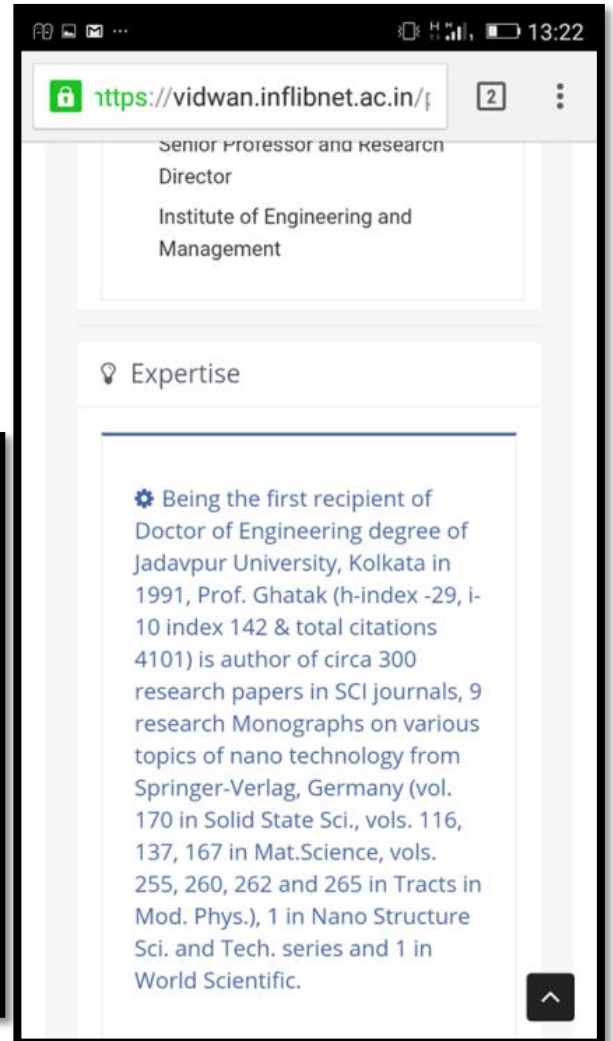 13:22
https://vidwan.inflibnet.ac.in/
2
Senior Professor and Research
Director
Institute of Engineering and
Management
Expertise
Being the first recipient of
Doctor of Engineering degree of
Jadavpur University, Kolkata in
1991, Prof. Ghatak (h-index -29, i-
10 index 142 & total citations
4101) is author of circa 300
research papers in SCI journals, 9
research Monographs on various
topics of nano technology from
Springer-Verlag, Germany (vol.
170 in Solid State Sci., vols. 116,
137, 167 in Mat.Science, vols.
255, 260, 262 and 265 in Tracts in
Mod. Phys.), 1 in Nano Structure
Sci. and Tech. series and 1 in
World Scientific.